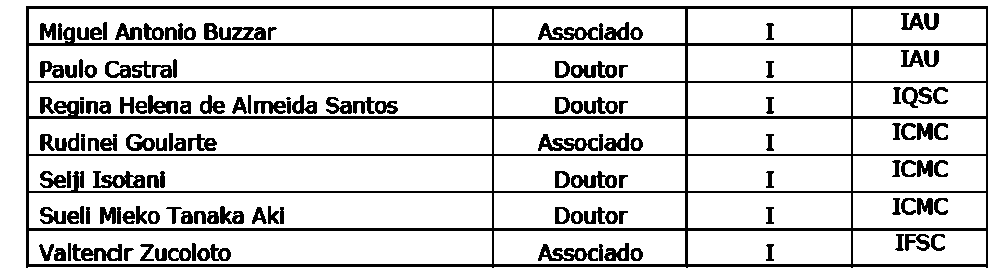 Miguel Antonio Buzzar Associado I IAU
Paulo Castral Doutor I IAU
Regina Helena de Almeida Santos Doutor I IQSC
Rudinei Goularte Associado I ICMC
Seiji Isotani Doutor I ICMC
Sueli Mieko Tanaka Aki Doutor I ICMC
Valtencir Zucoloto Associado I IFSC